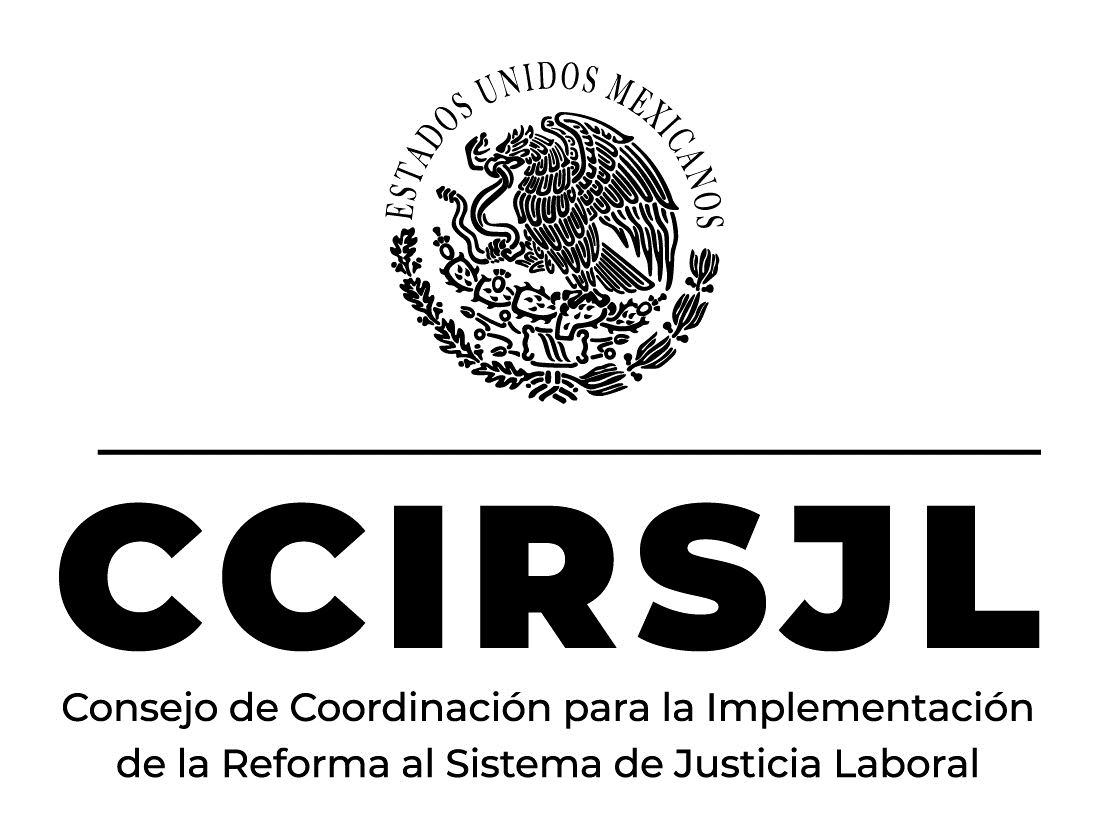 ESTADOS UNIDOS MEXICANOS
CCIRSJL
Consejo de Coordinación para la Implementación
de la Reforma al Sistema de Justicia Laboral